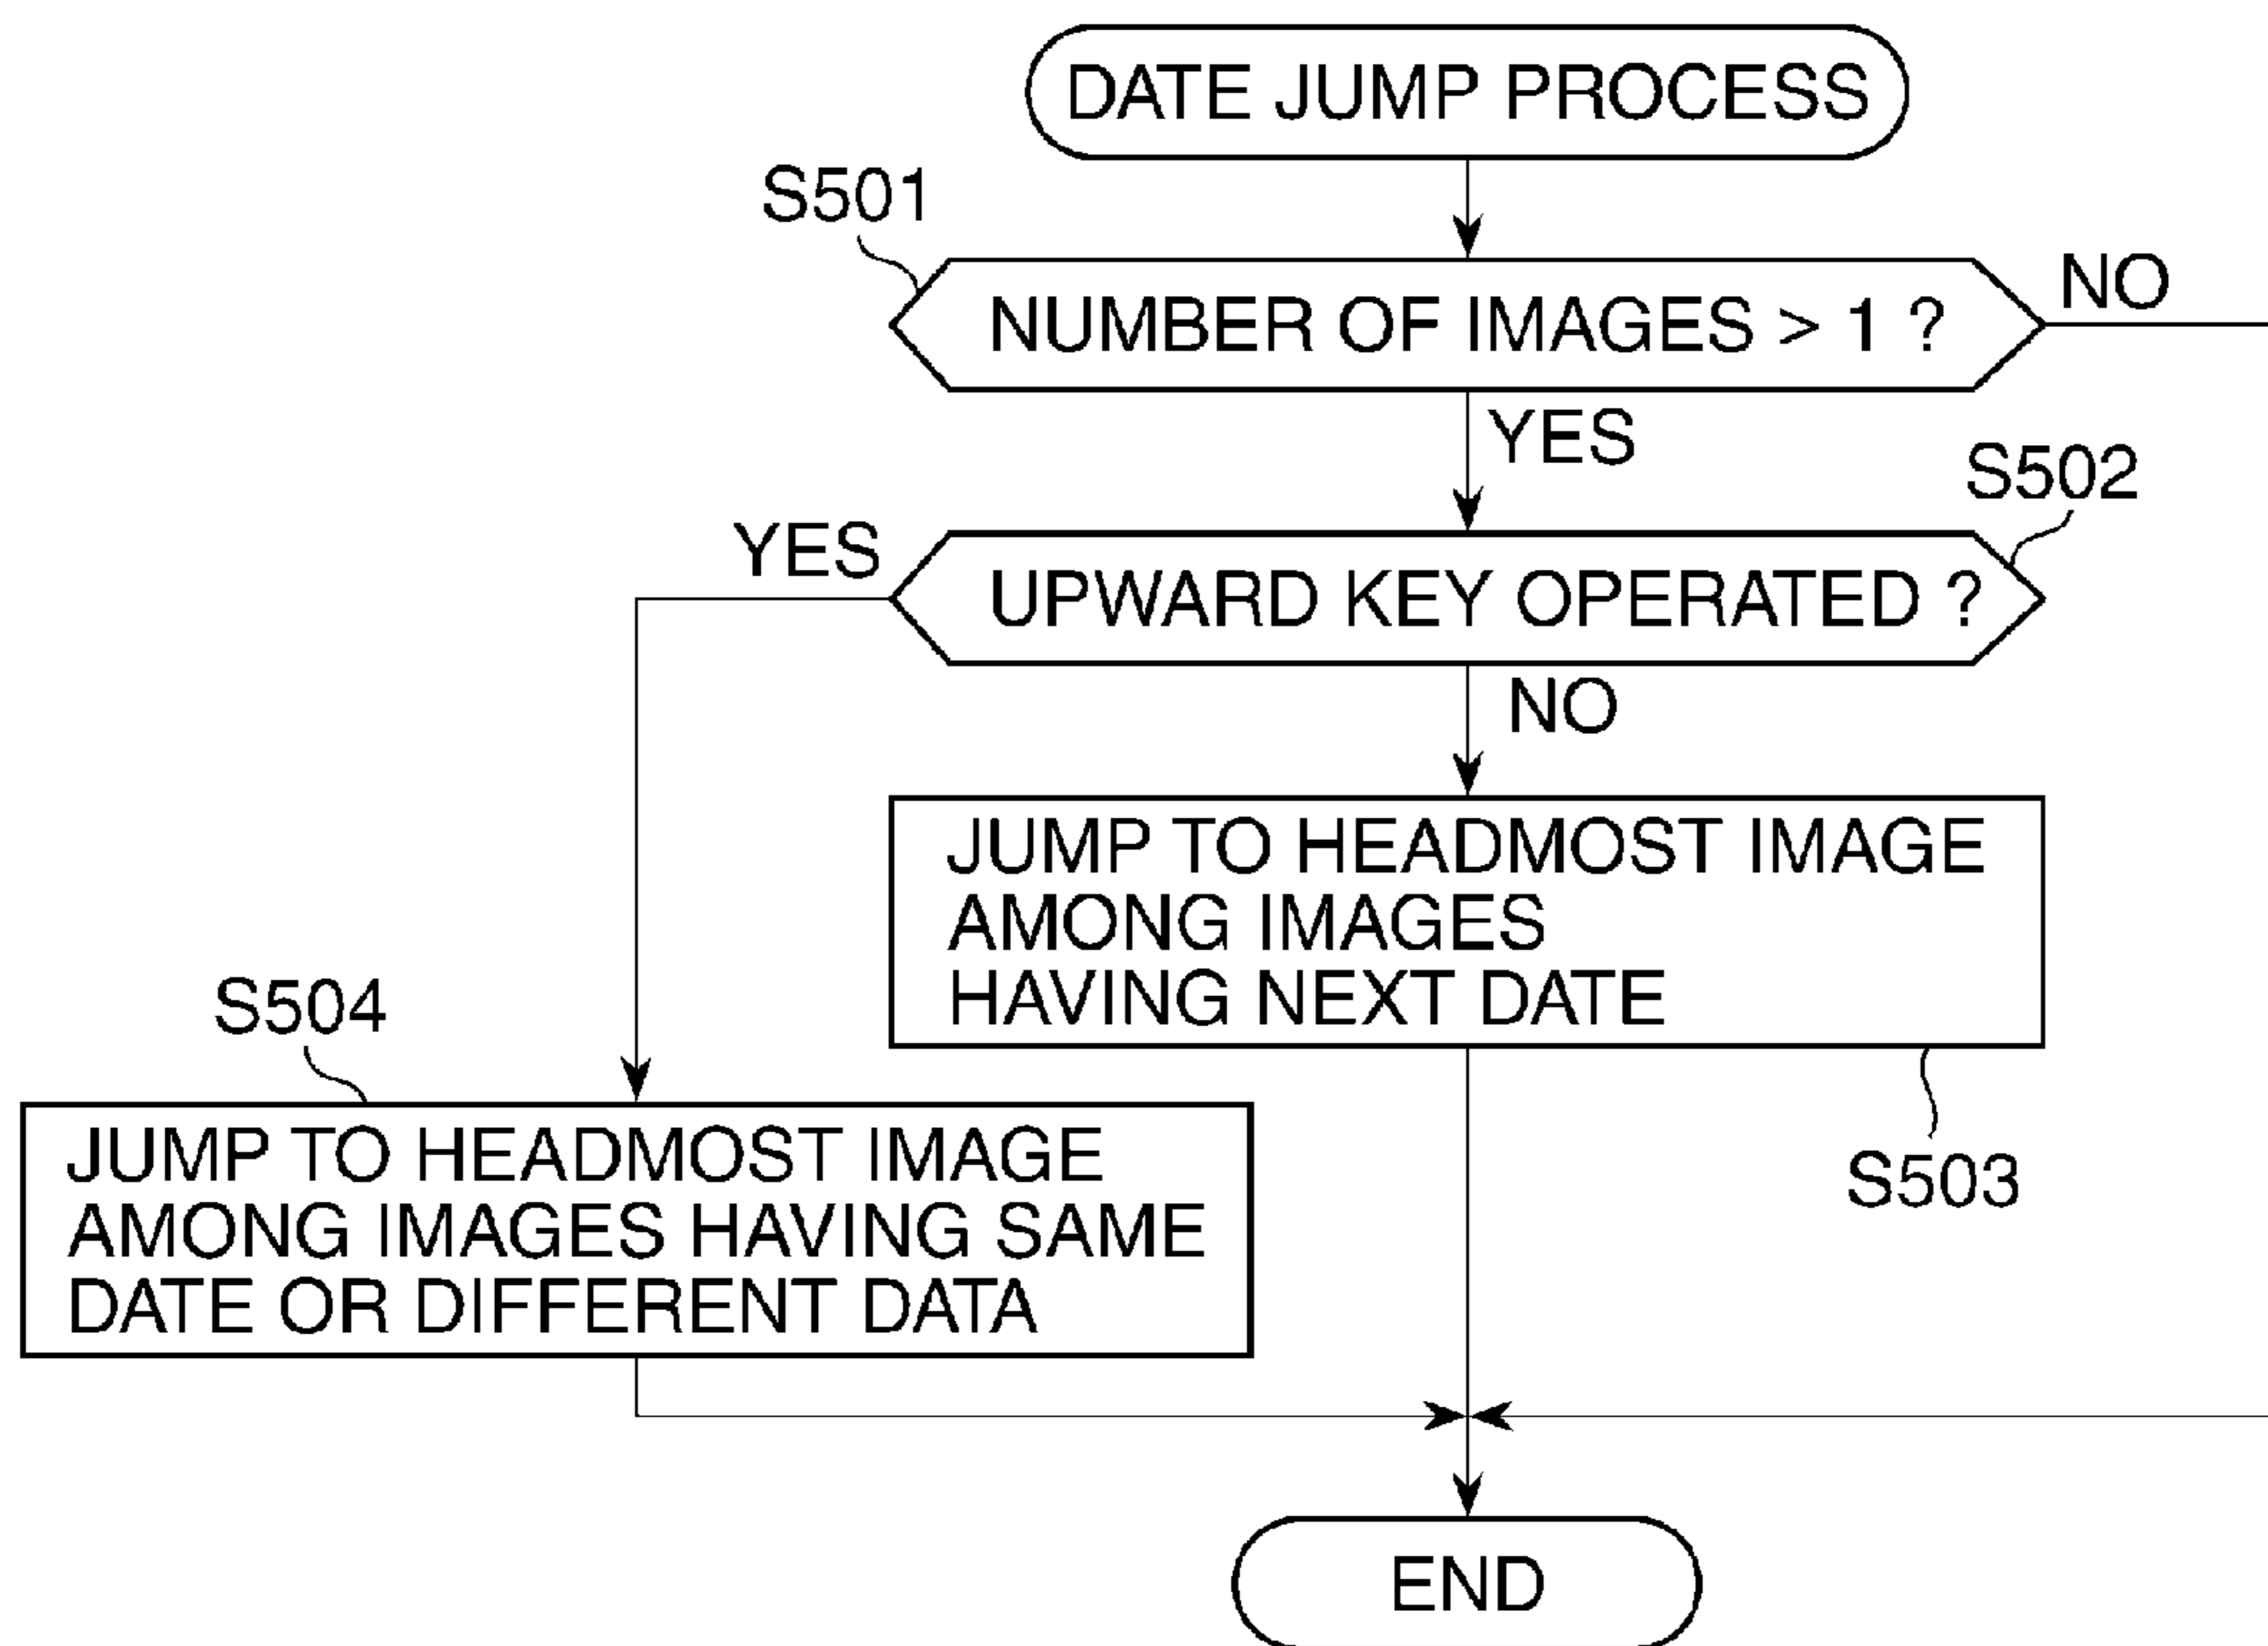 DATE JUMP PROCESS
S501
NUMBER OF IMAGES > 1 ?
NO
YES
S502
YES
UPWARD KEY OPERATED ?
NO
JUMP TO HEADMOST IMAGE
AMONG IMAGES
HAVING NEXT DATE
S503
S504
JUMP TO HEADMOST IMAGE
AMONG IMAGES HAVING SAME
DATE OR DIFFERENT DATA
END